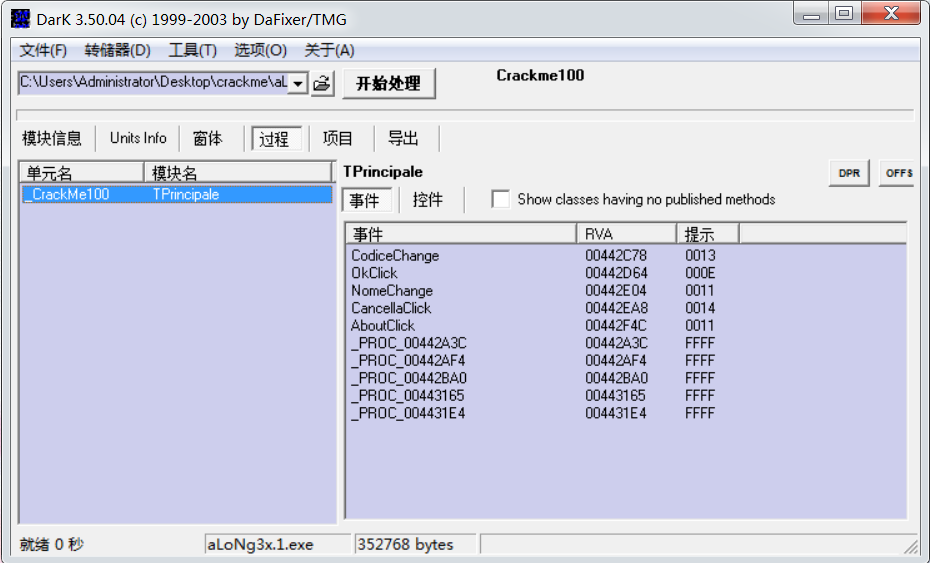 DarK 3.50.04 (c) 1999-2003 by DaFixer/TMG
文件(F) 转储器(D) 工具(T) 选项(O) 关于(A)
C:\Users\Administrator\Desktop\crackme\aL 开始处理 Crackme100
模块信息 Units Info 窗体 过程 项目 导出
单元名 模块名
_CrackMe100 TPrincipale
TPrincipale DPR OFFS
事件 控件 Show classes having no published methods
事件 RVA 提示
CodiceChange 00442C78 0013
OkClick 00442D64 000E
NomeChange 00442E04 0011
CancellaClick 00442EA8 0014
AboutClick 00442F4C 0011
_PROC_00442A3C 00442A3C FFFF
_PROC_00442AF4 00442AF4 FFFF
_PROC_00442BA0 00442BA0 FFFF
_PROC_00443165 00443165 FFFF
_PROC_004431E4 004431E4 FFFF
就绪 0 秒 aLoNg3x.1.exe 352768 bytes